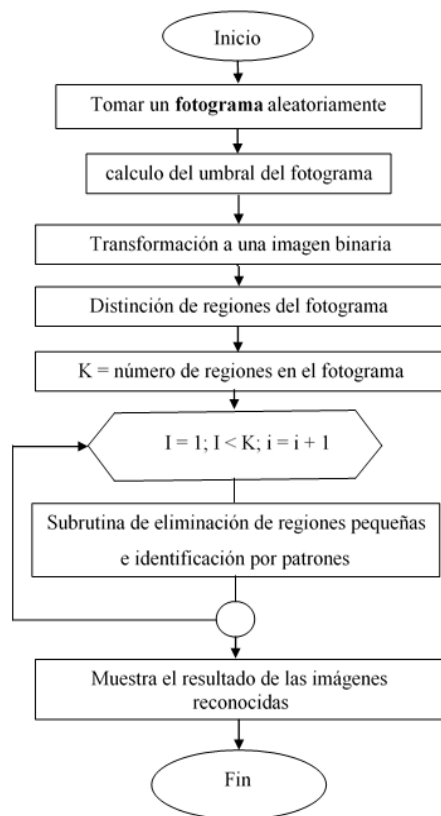 Inicio
Tomar un fotograma aleatoriamente
calculo del umbral del fotograma
Transformación a una imagen binaria
Distinción de regiones del fotograma
K = número de regiones en el fotograma
I = 1; I < K; i = i + 1
Subrutina de eliminación de regiones pequeñas
e identificación por patrones
Muestra el resultado de las imágenes
reconocidas
Fin